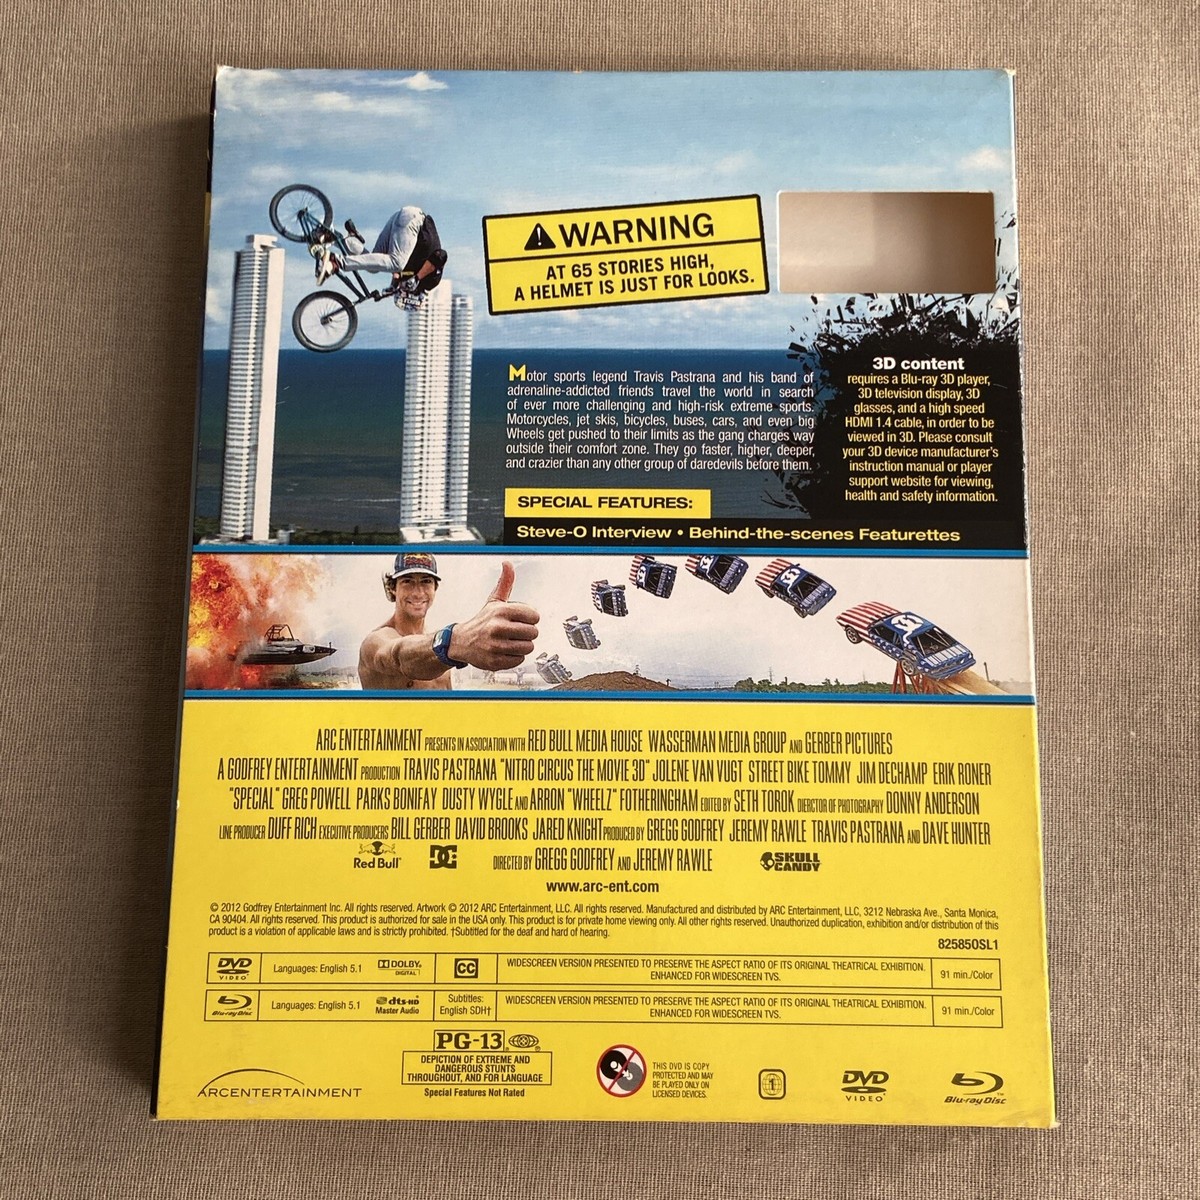 WARNING
AT 65 STORIES HIGH,
A HELMET IS JUST FOR LOOKS.
Motor sports legend Travis Pastrana and his band of
adrenaline-addicted friends travel the world in search
of ever more challenging and high-risk extreme sports.
Motorcycles, jet skis, bicycles, buses, cars, and even big
Wheels get pushed to their limits as the gang charges way
outside their comfort zone. They go faster, higher, deeper,
and crazier than any other group of daredevils before them.
3D content
requires a Blu-ray 3D player,
3D television display, 3D
glasses, and a high speed
HDMI 1.4 cable, in order to be
viewed in 3D. Please consult
your 3D device manufacturer's
instruction manual or player
support website for viewing,
health and safety information.
SPECIAL FEATURES:
Steve-O Interview • Behind-the-scenes Featurettes
ARC ENTERTAINMENT PRESENTS IN ASSOCIATION WITH RED BULL MEDIA HOUSE WASSERMAN MEDIA GROUP AND GERBER PICTURES
A GODFREY ENTERTAINMENT PRODUCTION TRAVIS PASTRANA "NITRO CIRCUS THE MOVIE 3D" JOLENE VAN VUGT STREET BIKE TOMMY JIM DECHAMP ERIK RONER
"SPECIAL" GREG POWELL PARKS BONIFAY DUSTY WYGLE AND ARRON "WHEELZ" FOTHERINGHAM EDITED BY SETH TOROK DIERCTOR OF PHOTOGRAPHY DONNY ANDERSON
LINE PRODUCER DUFF RICH EXECUTIVE PRODUCERS BILL GERBER DAVID BROOKS JARED KNIGHT PRODUCED BY GREGG GODFREY JEREMY RAWLE TRAVIS PASTRANA AND DAVE HUNTER
Red Bull DC DIRECTED BY GREGG GODFREY AND JEREMY RAWLE SKULL CANDY
www.arc-ent.com
© 2012 Godfrey Entertainment Inc. All rights reserved. Artwork © 2012 ARC Entertainment, LLC. All rights reserved. Manufactured and distributed by ARC Entertainment, LLC, 3212 Nebraska Ave., Santa Monica,
CA 90404. All rights reserved. This product is authorized for sale in the USA only. This product is for private home viewing only. All other rights reserved. Unauthorized duplication, exhibition and/or distribution of this
product is a violation of applicable laws and is strictly prohibited. †Subtitled for the deaf and hard of hearing.
82585OSL1
DVD VIDEO Languages: English 5.1 DOLBY DIGITAL CC WIDESCREEN VERSION PRESENTED TO PRESERVE THE ASPECT RATIO OF ITS ORIGINAL THEATRICAL EXHIBITION.
ENHANCED FOR WIDESCREEN TVS. 91 min./Color
Blu-ray Disc Languages: English 5.1 dts-HD Master Audio Subtitles: English SDH† WIDESCREEN VERSION PRESENTED TO PRESERVE THE ASPECT RATIO OF ITS ORIGINAL THEATRICAL EXHIBITION.
ENHANCED FOR WIDESCREEN TVS. 91 min./Color
PG-13
DEPICTION OF EXTREME AND
DANGEROUS STUNTS
THROUGHOUT, AND FOR LANGUAGE
Special Features Not Rated
ARCENTERTAINMENT
THIS DVD IS COPY
PROTECTED AND MAY
BE PLAYED ONLY ON
LICENSED DEVICES.
1
DVD VIDEO
Blu-ray Disc